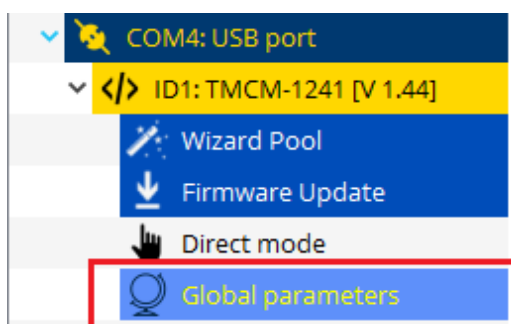 COM4: USB port
</> ID1: TMCM-1241 [V 1.44]
Wizard Pool
Firmware Update
Direct mode
Global parameters